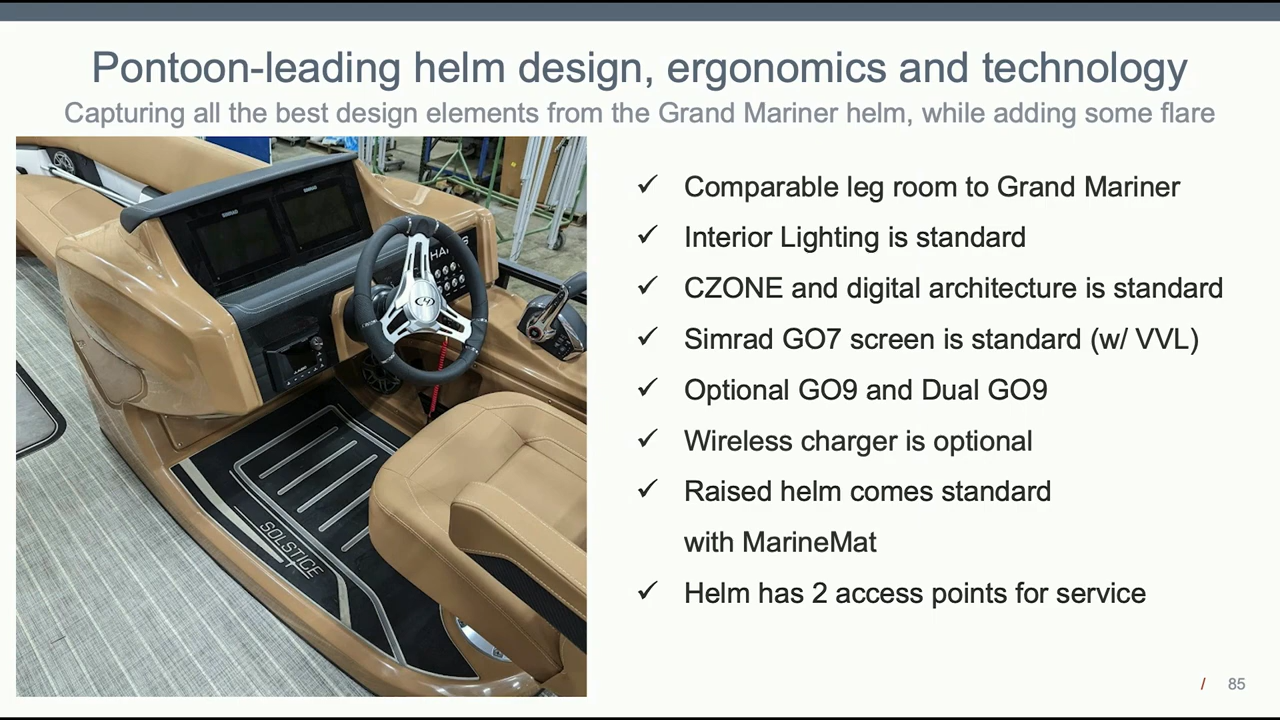 Pontoon-leading helm design, ergonomics and technology
Capturing all the best design elements from the Grand Mariner helm, while adding some flare
✓ Comparable leg room to Grand Mariner
✓ Interior Lighting is standard
✓ CZONE and digital architecture is standard
✓ Simrad GO7 screen is standard (w/ VVL)
✓ Optional GO9 and Dual GO9
✓ Wireless charger is optional
✓ Raised helm comes standard
with MarineMat
✓ Helm has 2 access points for service
SIMRAD
SIMRAD
SOLSTICE
/ 85